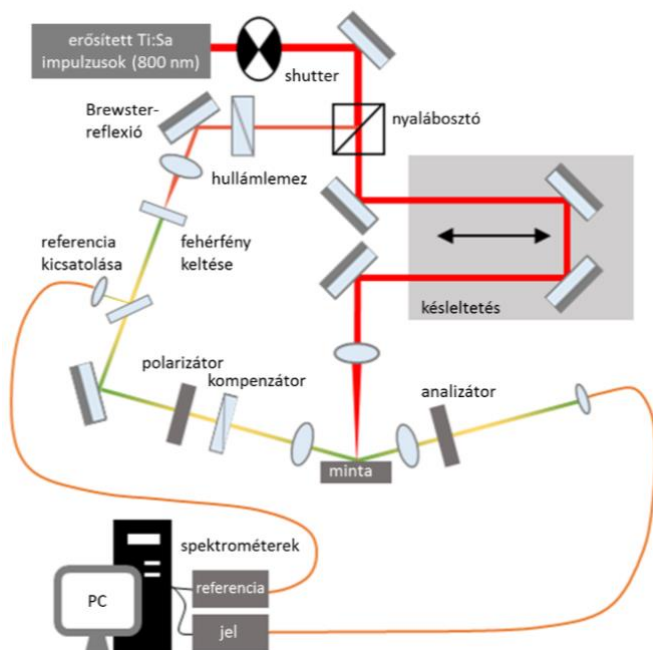 erősített Ti:Sa
impulzusok (800 nm)
shutter
Brewster-
reflexió
nyalábosztó
hullámlemez
referencia
kicsatolása
fehérfény
keltése
késleltetés
polarizátor
kompenzátor
analizátor
minta
spektrométerek
PC
referencia
jel